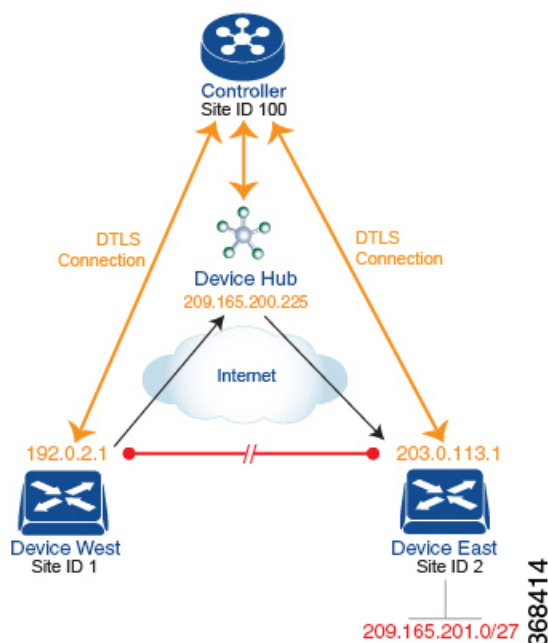 Controller
Site ID 100
DTLS
Connection
DTLS
Connection
Device Hub
209.165.200.225
Internet
192.0.2.1
203.0.113.1
Device West
Site ID 1
Device East
Site ID 2
209.165.201.0/27
368414